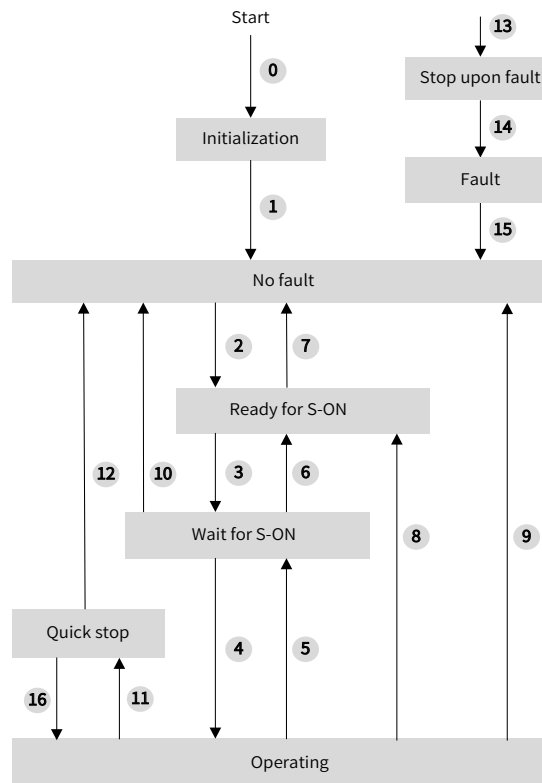 Start
13
0
Stop upon fault
14
Initialization
Fault
1
15
No fault
2
7
Ready for S-ON
12
10
3
6
Wait for S-ON
8
9
Quick stop
4
5
16
11
Operating